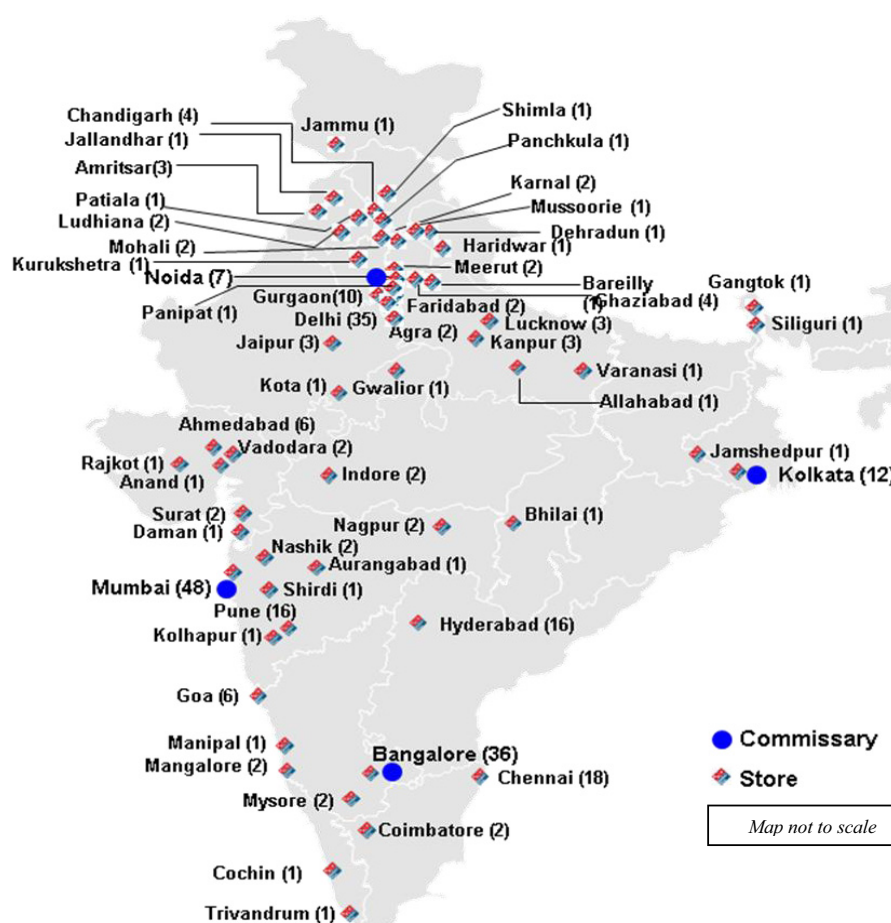 Chandigarh (4)
Jammu (1)
Shimla (1)
Jallandhar (1)
Panchkula (1)
Amritsar(3)
Karnal (2)
Patiala (1)
Mussoorie (1)
Ludhiana (2)
Dehradun (1)
Mohali (2)
Haridwar (1)
Kurukshetra (1)
Meerut (2)
Noida (7)
Bareilly
(1)
Gangtok (1)
Gurgaon(10)
Ghaziabad (4)
Panipat (1)
Faridabad (2)
Delhi (35)
Lucknow (3)
Siliguri (1)
Agra (2)
Jaipur (3)
Kanpur (3)
Varanasi (1)
Kota (1)
Gwalior (1)
Allahabad (1)
Ahmedabad (6)
Vadodara (2)
Jamshedpur (1)
Rajkot (1)
Anand (1)
Indore (2)
Kolkata (12)
Surat (2)
Bhilai (1)
Daman (1)
Nagpur (2)
Nashik (2)
Aurangabad (1)
Mumbai (48)
Shirdi (1)
Pune (16)
Kolhapur (1)
Hyderabad (16)
Goa (6)
Manipal (1)
Commissary
Bangalore (36)
Mangalore (2)
Chennai (18)
Store
Mysore (2)
Map not to scale
Coimbatore (2)
Cochin (1)
Trivandrum (1)